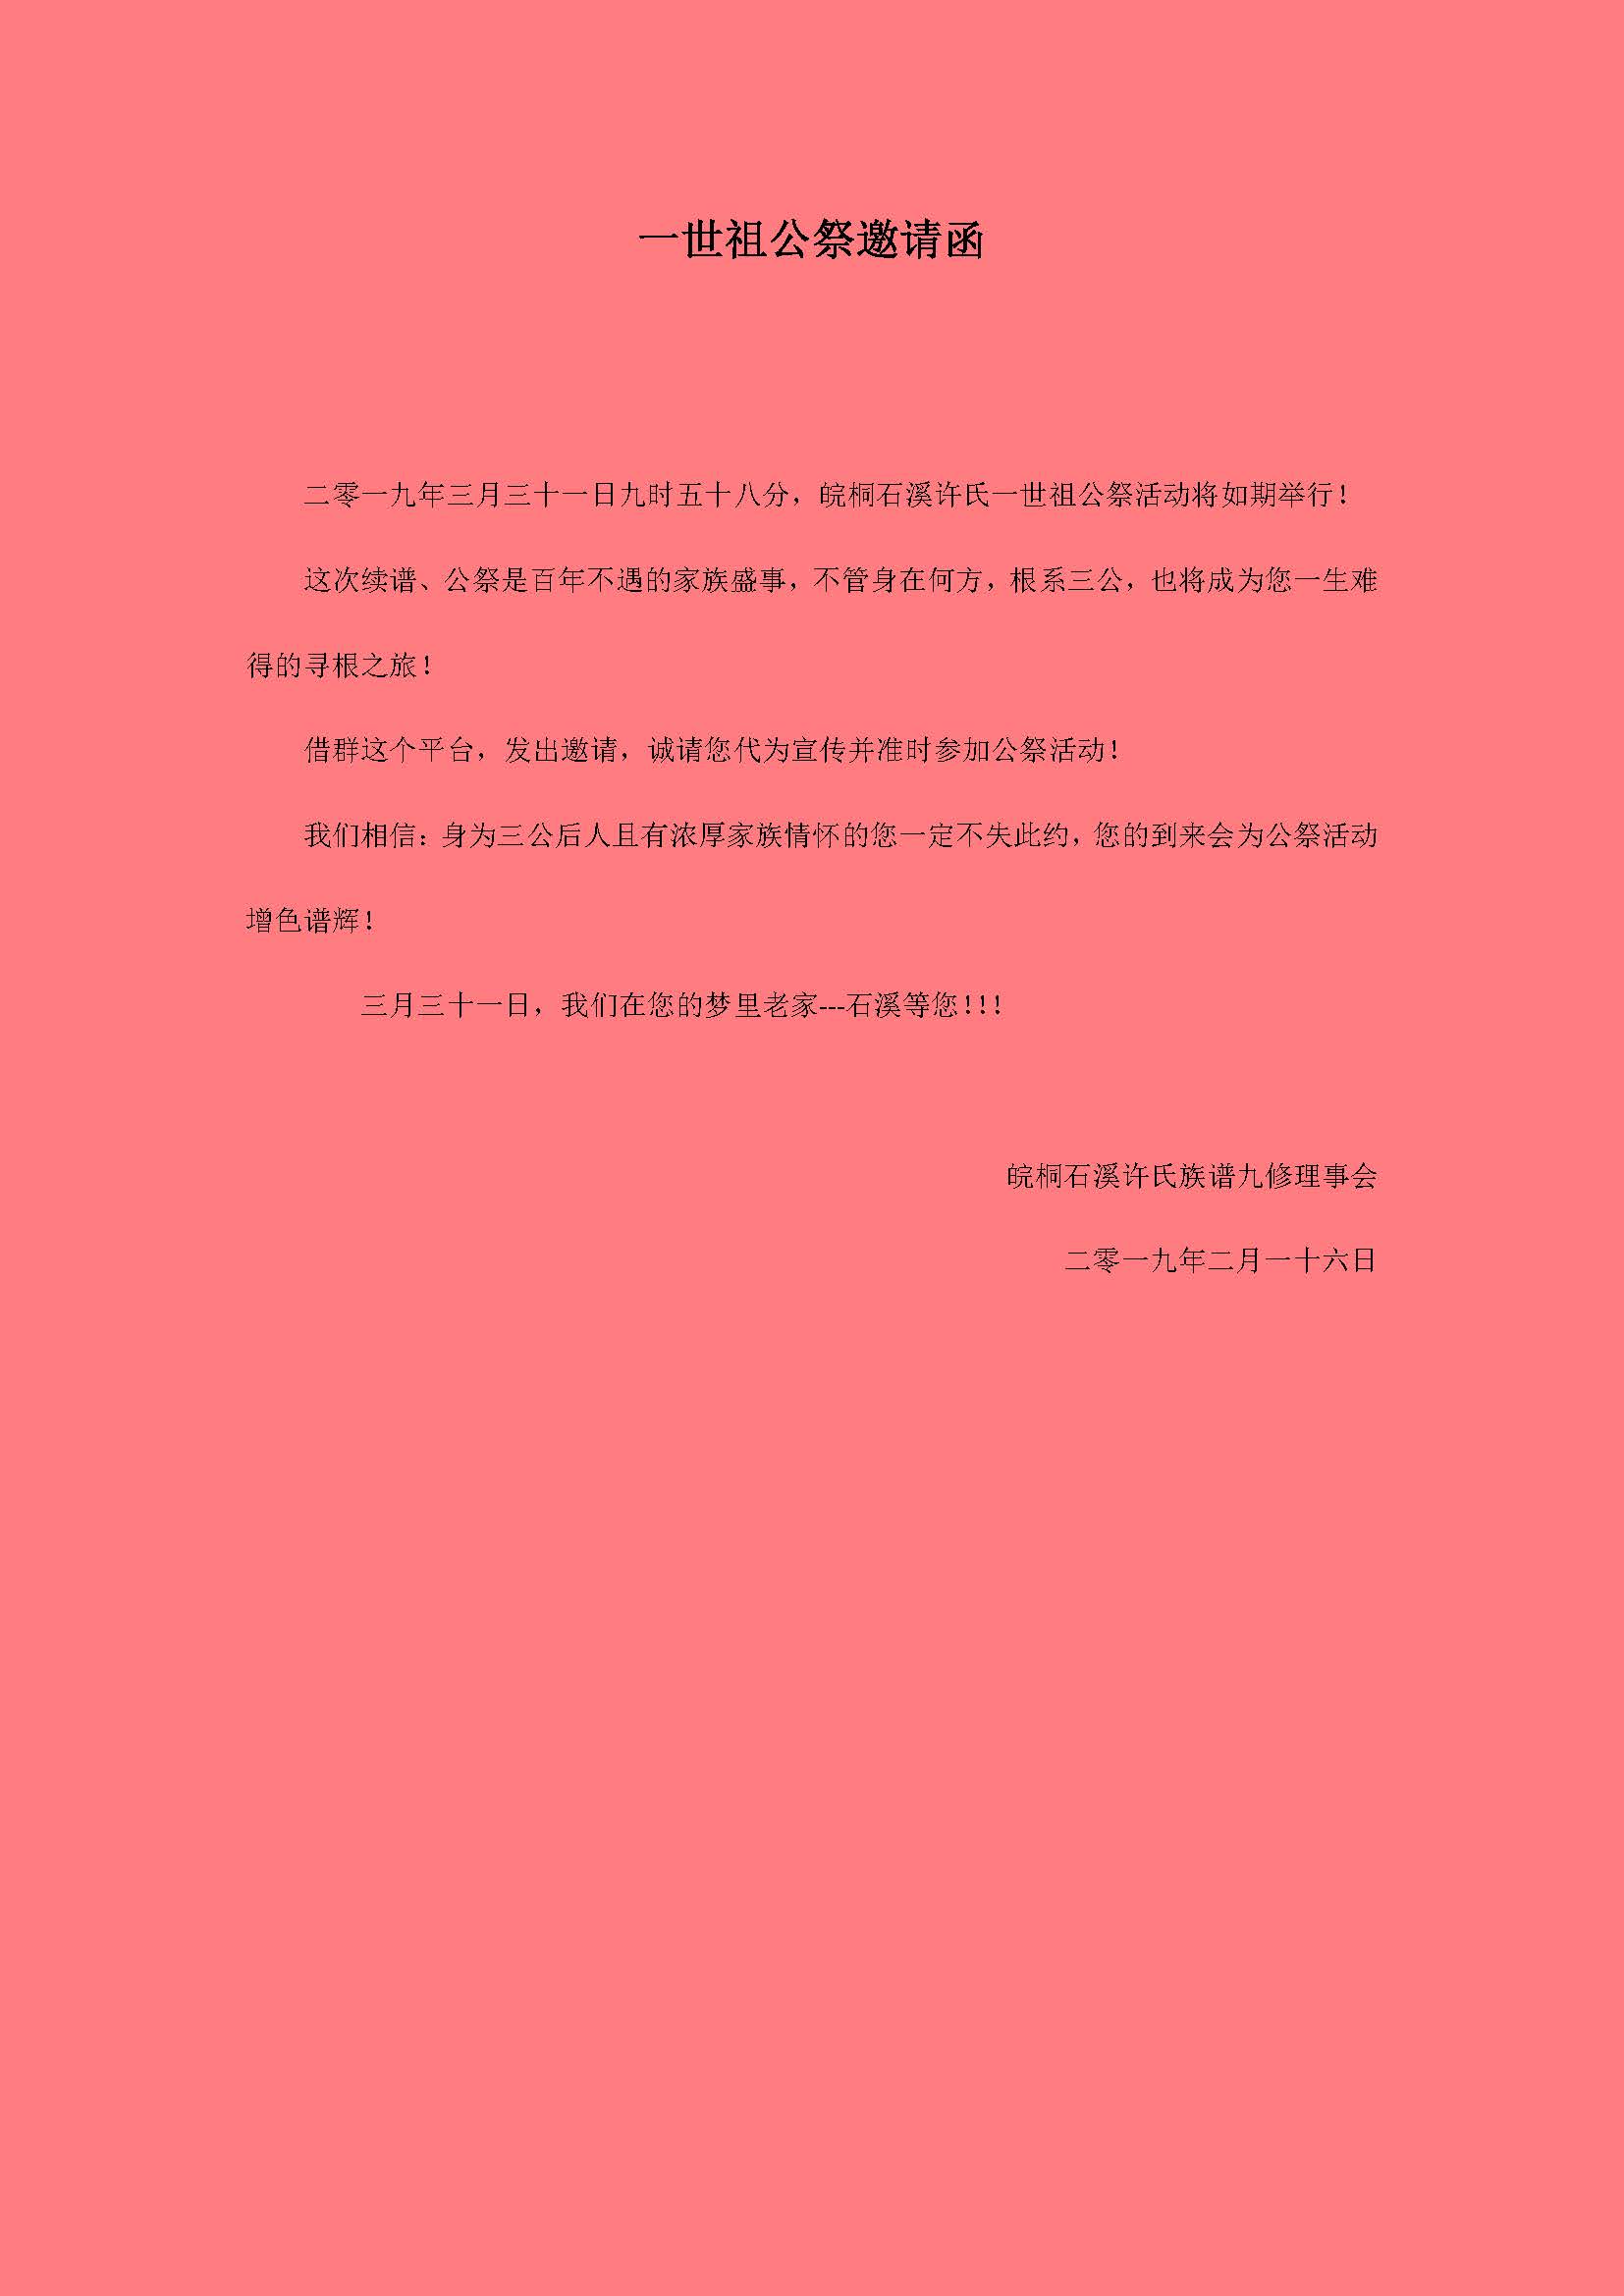 一世祖公祭邀请函
二零一九年三月三十一日九时五十八分，皖桐石溪许氏一世祖公祭活动将如期举行！
这次续谱、公祭是百年不遇的家族盛事，不管身在何方，根系三公，也将成为您一生难
得的寻根之旅！
借群这个平台，发出邀请，诚请您代为宣传并准时参加公祭活动！
我们相信：身为三公后人且有浓厚家族情怀的您一定不失此约，您的到来会为公祭活动
增色谱辉！
三月三十一日，我们在您的梦里老家---石溪等您！！！
皖桐石溪许氏族谱九修理事会
二零一九年二月一十六日